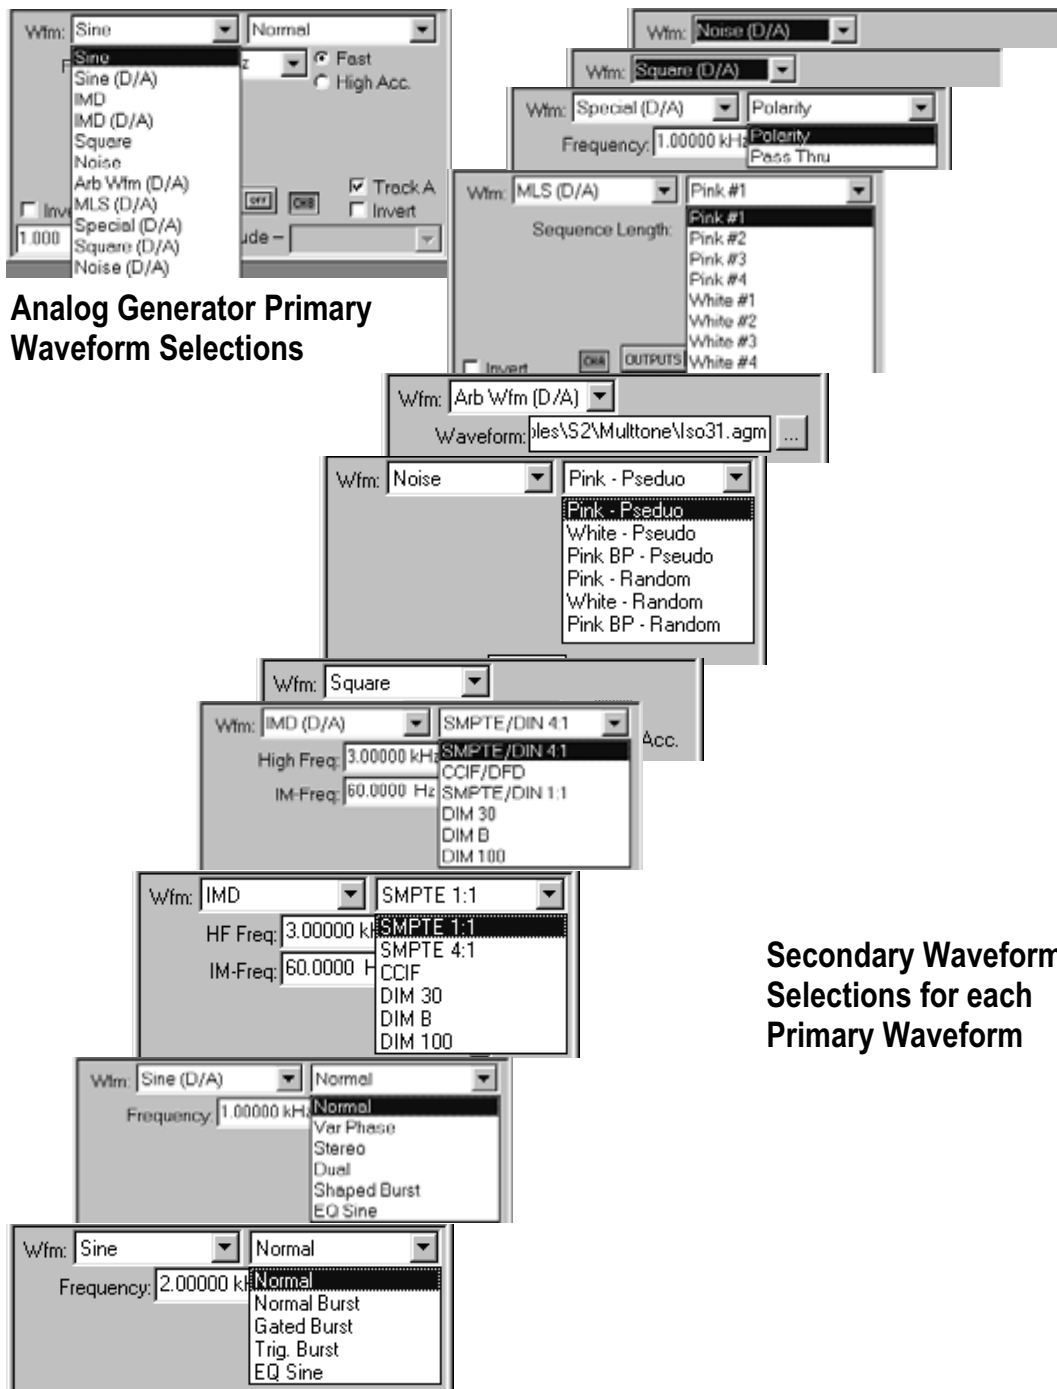 Wfm: Sine Normal
Sine
Sine (D/A)
IMD
IMD (D/A)
Square
Noise
Arb Wfm (D/A)
MLS (D/A)
Special (D/A)
Square (D/A)
Noise (D/A)
Fast
High Acc.
OFF CHB
Track A
Invert
1.000
Analog Generator Primary
Waveform Selections
Wfm: Noise (D/A)
Wfm: Square (D/A)
Wfm: Special (D/A) Polarity
Frequency: 1.00000 kHz
Polarity
Pass Thru
Wfm: MLS (D/A) Pink #1
Sequence Length:
Pink #1
Pink #2
Pink #3
Pink #4
White #1
White #2
White #3
White #4
Invert CHA OUTPUTS
Wfm: Arb Wfm (D/A)
Waveform: ples\S2\Multtone\Iso31.agm ...
Wfm: Noise Pink - Pseduo
Pink - Pseduo
White - Pseudo
Pink BP - Pseudo
Pink - Random
White - Random
Pink BP - Random
Wfm: Square
Acc.
Wfm: IMD (D/A) SMPTE/DIN 4:1
High Freq: 3.00000 kHz
IM-Freq: 60.0000 Hz
SMPTE/DIN 4:1
CCIF/DFD
SMPTE/DIN 1:1
DIM 30
DIM B
DIM 100
Wfm: IMD SMPTE 1:1
HF Freq: 3.00000 k
IM-Freq: 60.0000 H
SMPTE 1:1
SMPTE 4:1
CCIF
DIM 30
DIM B
DIM 100
Secondary Waveform
Selections for each
Primary Waveform
Wfm: Sine (D/A) Normal
Frequency: 1.00000 kHz
Normal
Var Phase
Stereo
Dual
Shaped Burst
EQ Sine
Wfm: Sine Normal
Frequency: 2.00000 k
Normal
Normal Burst
Gated Burst
Trig. Burst
EQ Sine